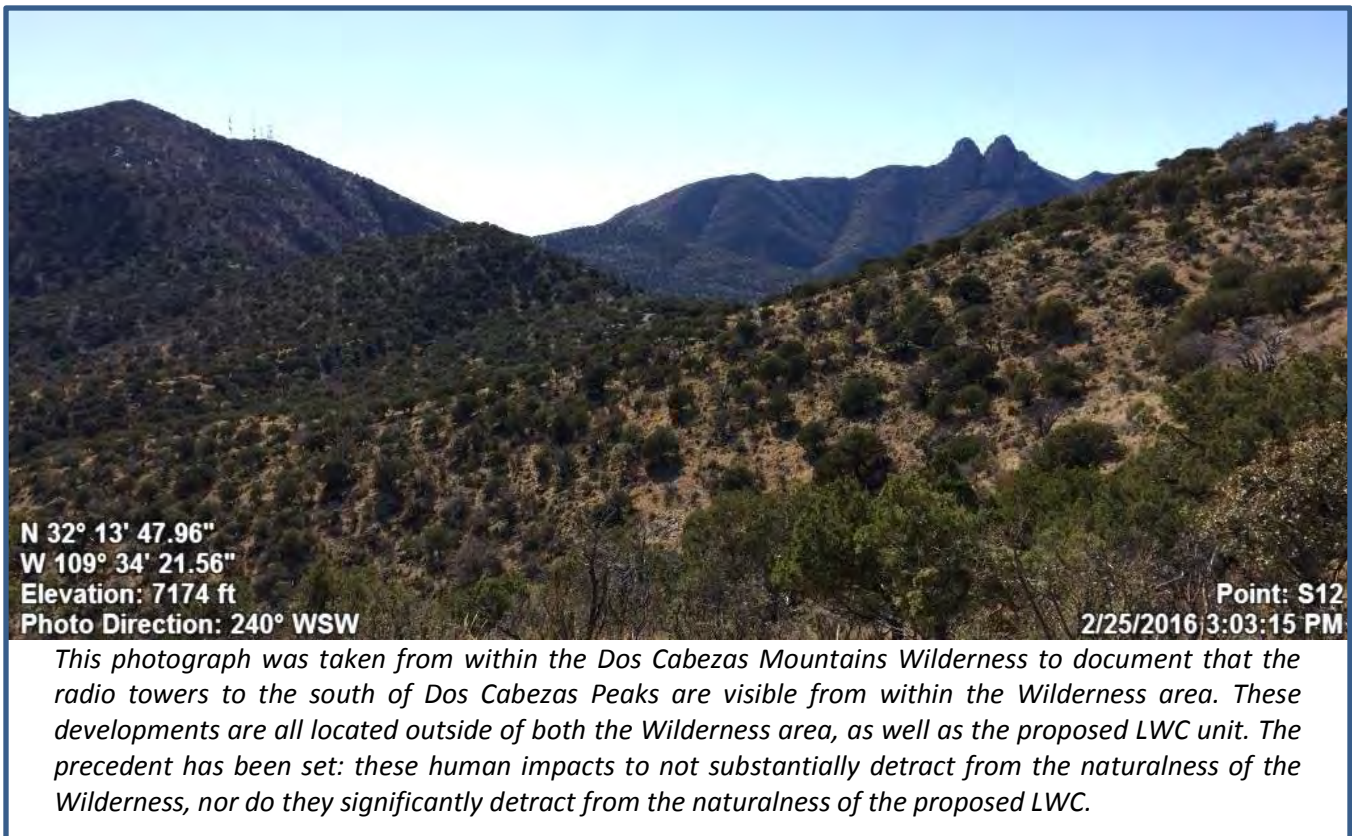 N 32° 13' 47.96"
W 109° 34' 21.56"
Elevation: 7174 ft
Photo Direction: 240° WSW
Point: S12
2/25/2016 3:03:15 PM
This photograph was taken from within the Dos Cabezas Mountains Wilderness to document that the
radio towers to the south of Dos Cabezas Peaks are visible from within the Wilderness area. These
developments are all located outside of both the Wilderness area, as well as the proposed LWC unit. The
precedent has been set: these human impacts to not substantially detract from the naturalness of the
Wilderness, nor do they significantly detract from the naturalness of the proposed LWC.